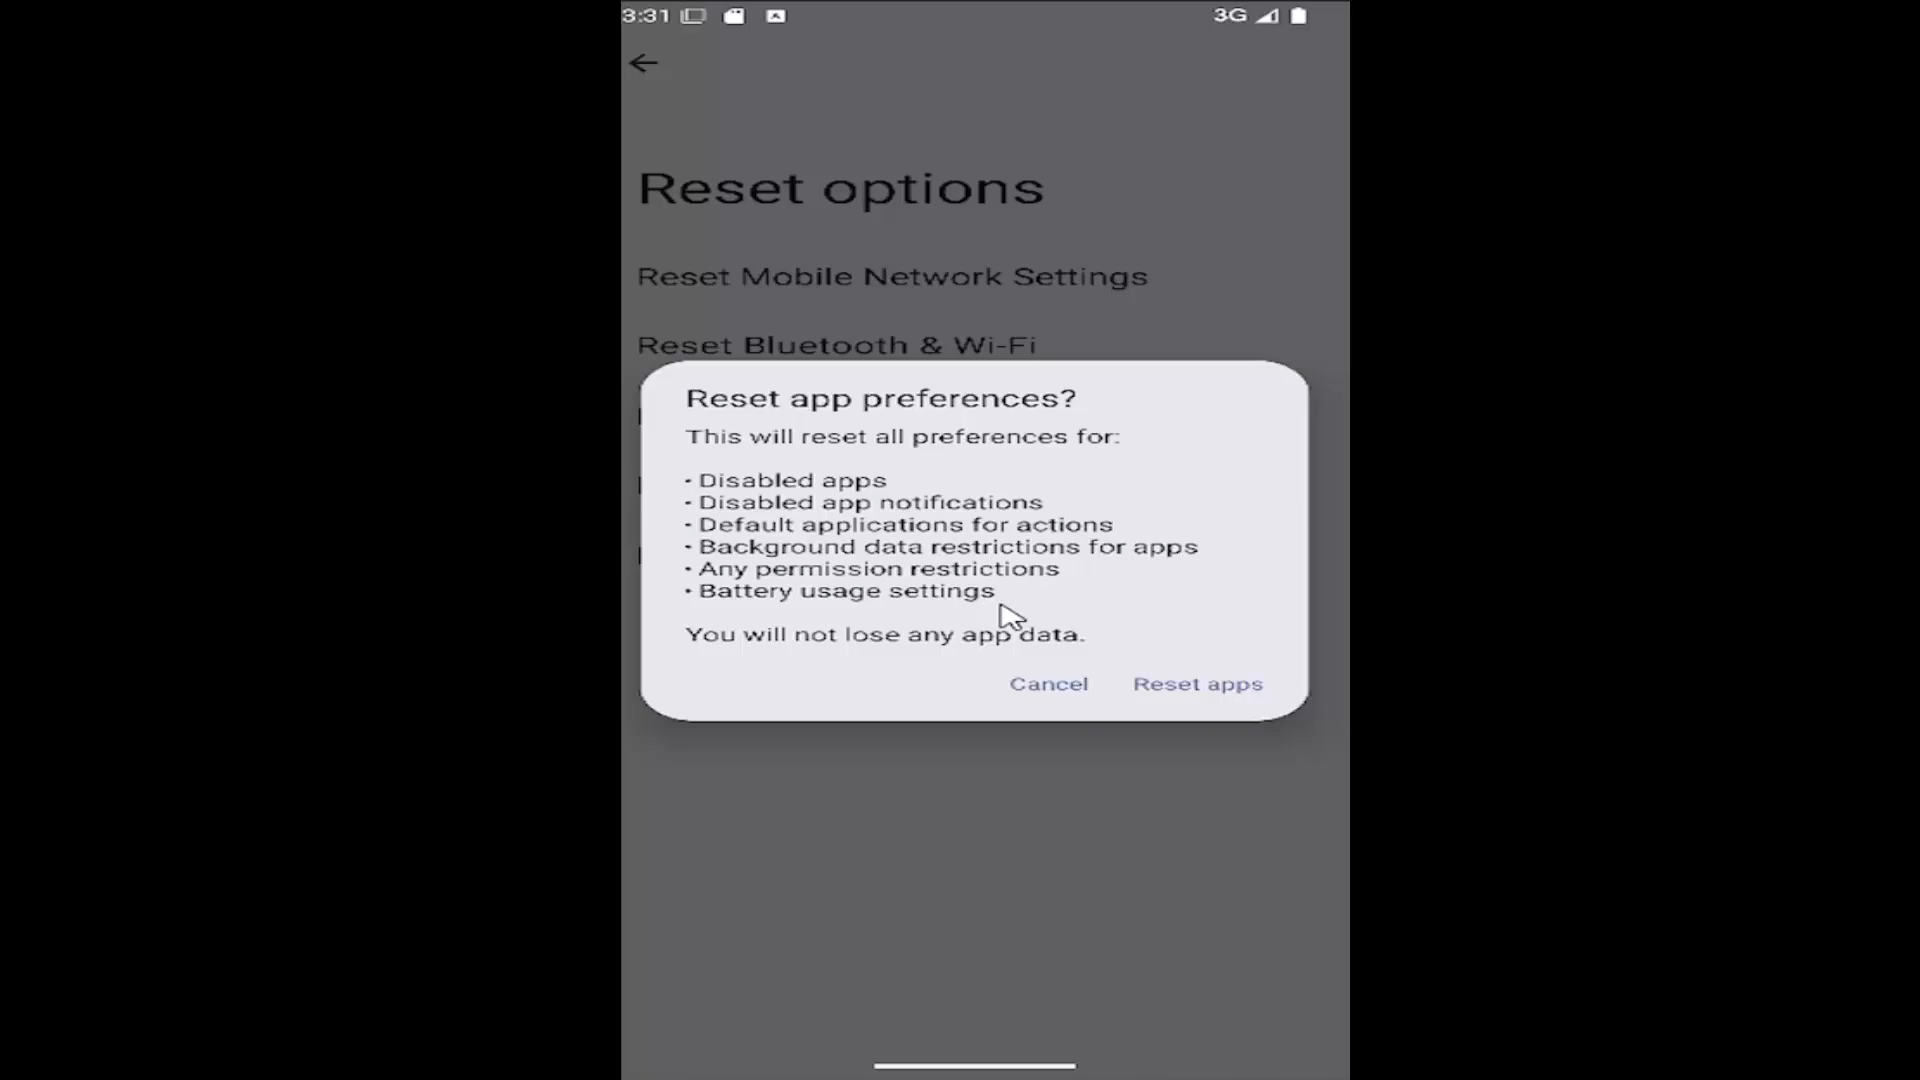 3:31
3G
Reset options
Reset Mobile Network Settings
Reset Bluetooth & Wi-Fi
Reset app preferences?
This will reset all preferences for:
• Disabled apps
• Disabled app notifications
• Default applications for actions
• Background data restrictions for apps
• Any permission restrictions
• Battery usage settings
You will not lose any app data.
Cancel
Reset apps